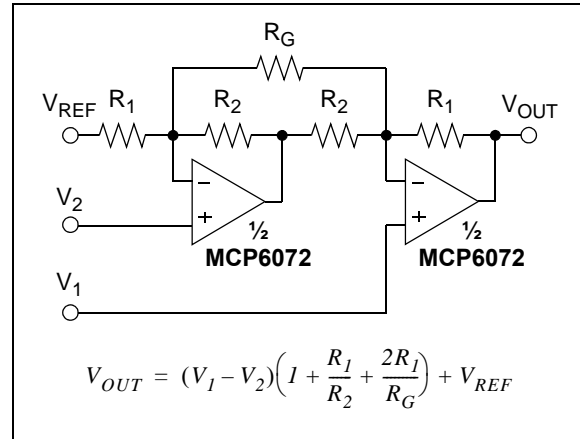 R_G
V_REF R_1 R_2 R_2 R_1 V_OUT
− −
V_2 + +
½ ½
MCP6072 MCP6072
V_1
V_OUT = (V_1 – V_2)(1 + R_1/R_2 + 2R_1/R_G) + V_REF